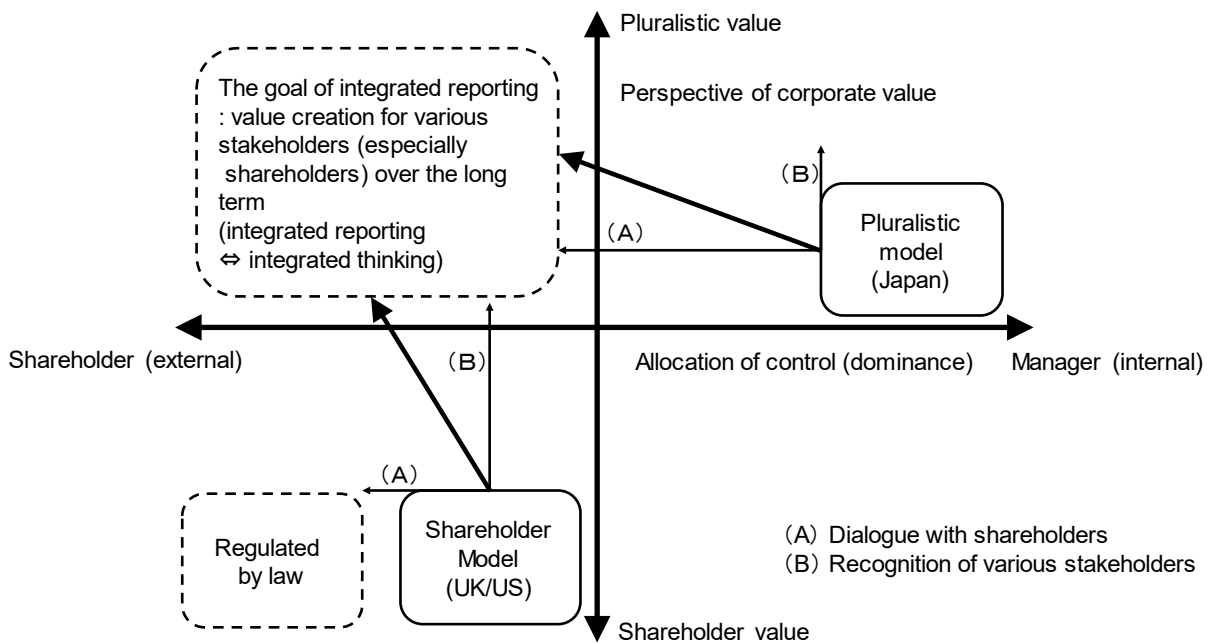 Pluralistic value
The goal of integrated reporting
: value creation for various
stakeholders (especially
shareholders) over the long
term
(integrated reporting
⇔ integrated thinking)
Perspective of corporate value
（B）
Pluralistic
model
(Japan)
（A）
Shareholder (external)
（B）
Allocation of control (dominance)
Manager (internal)
（A）
Regulated
by law
Shareholder
Model
(UK/US)
（A）Dialogue with shareholders
（B）Recognition of various stakeholders
Shareholder value